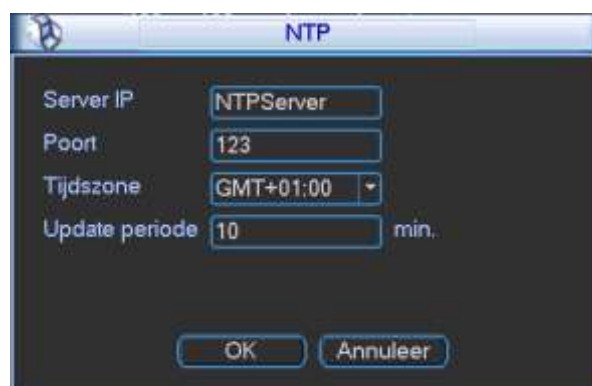 NTP
Server IP NTPServer
Poort 123
Tijdszone GMT+01:00
Update periode 10 min.
OK Annuleer